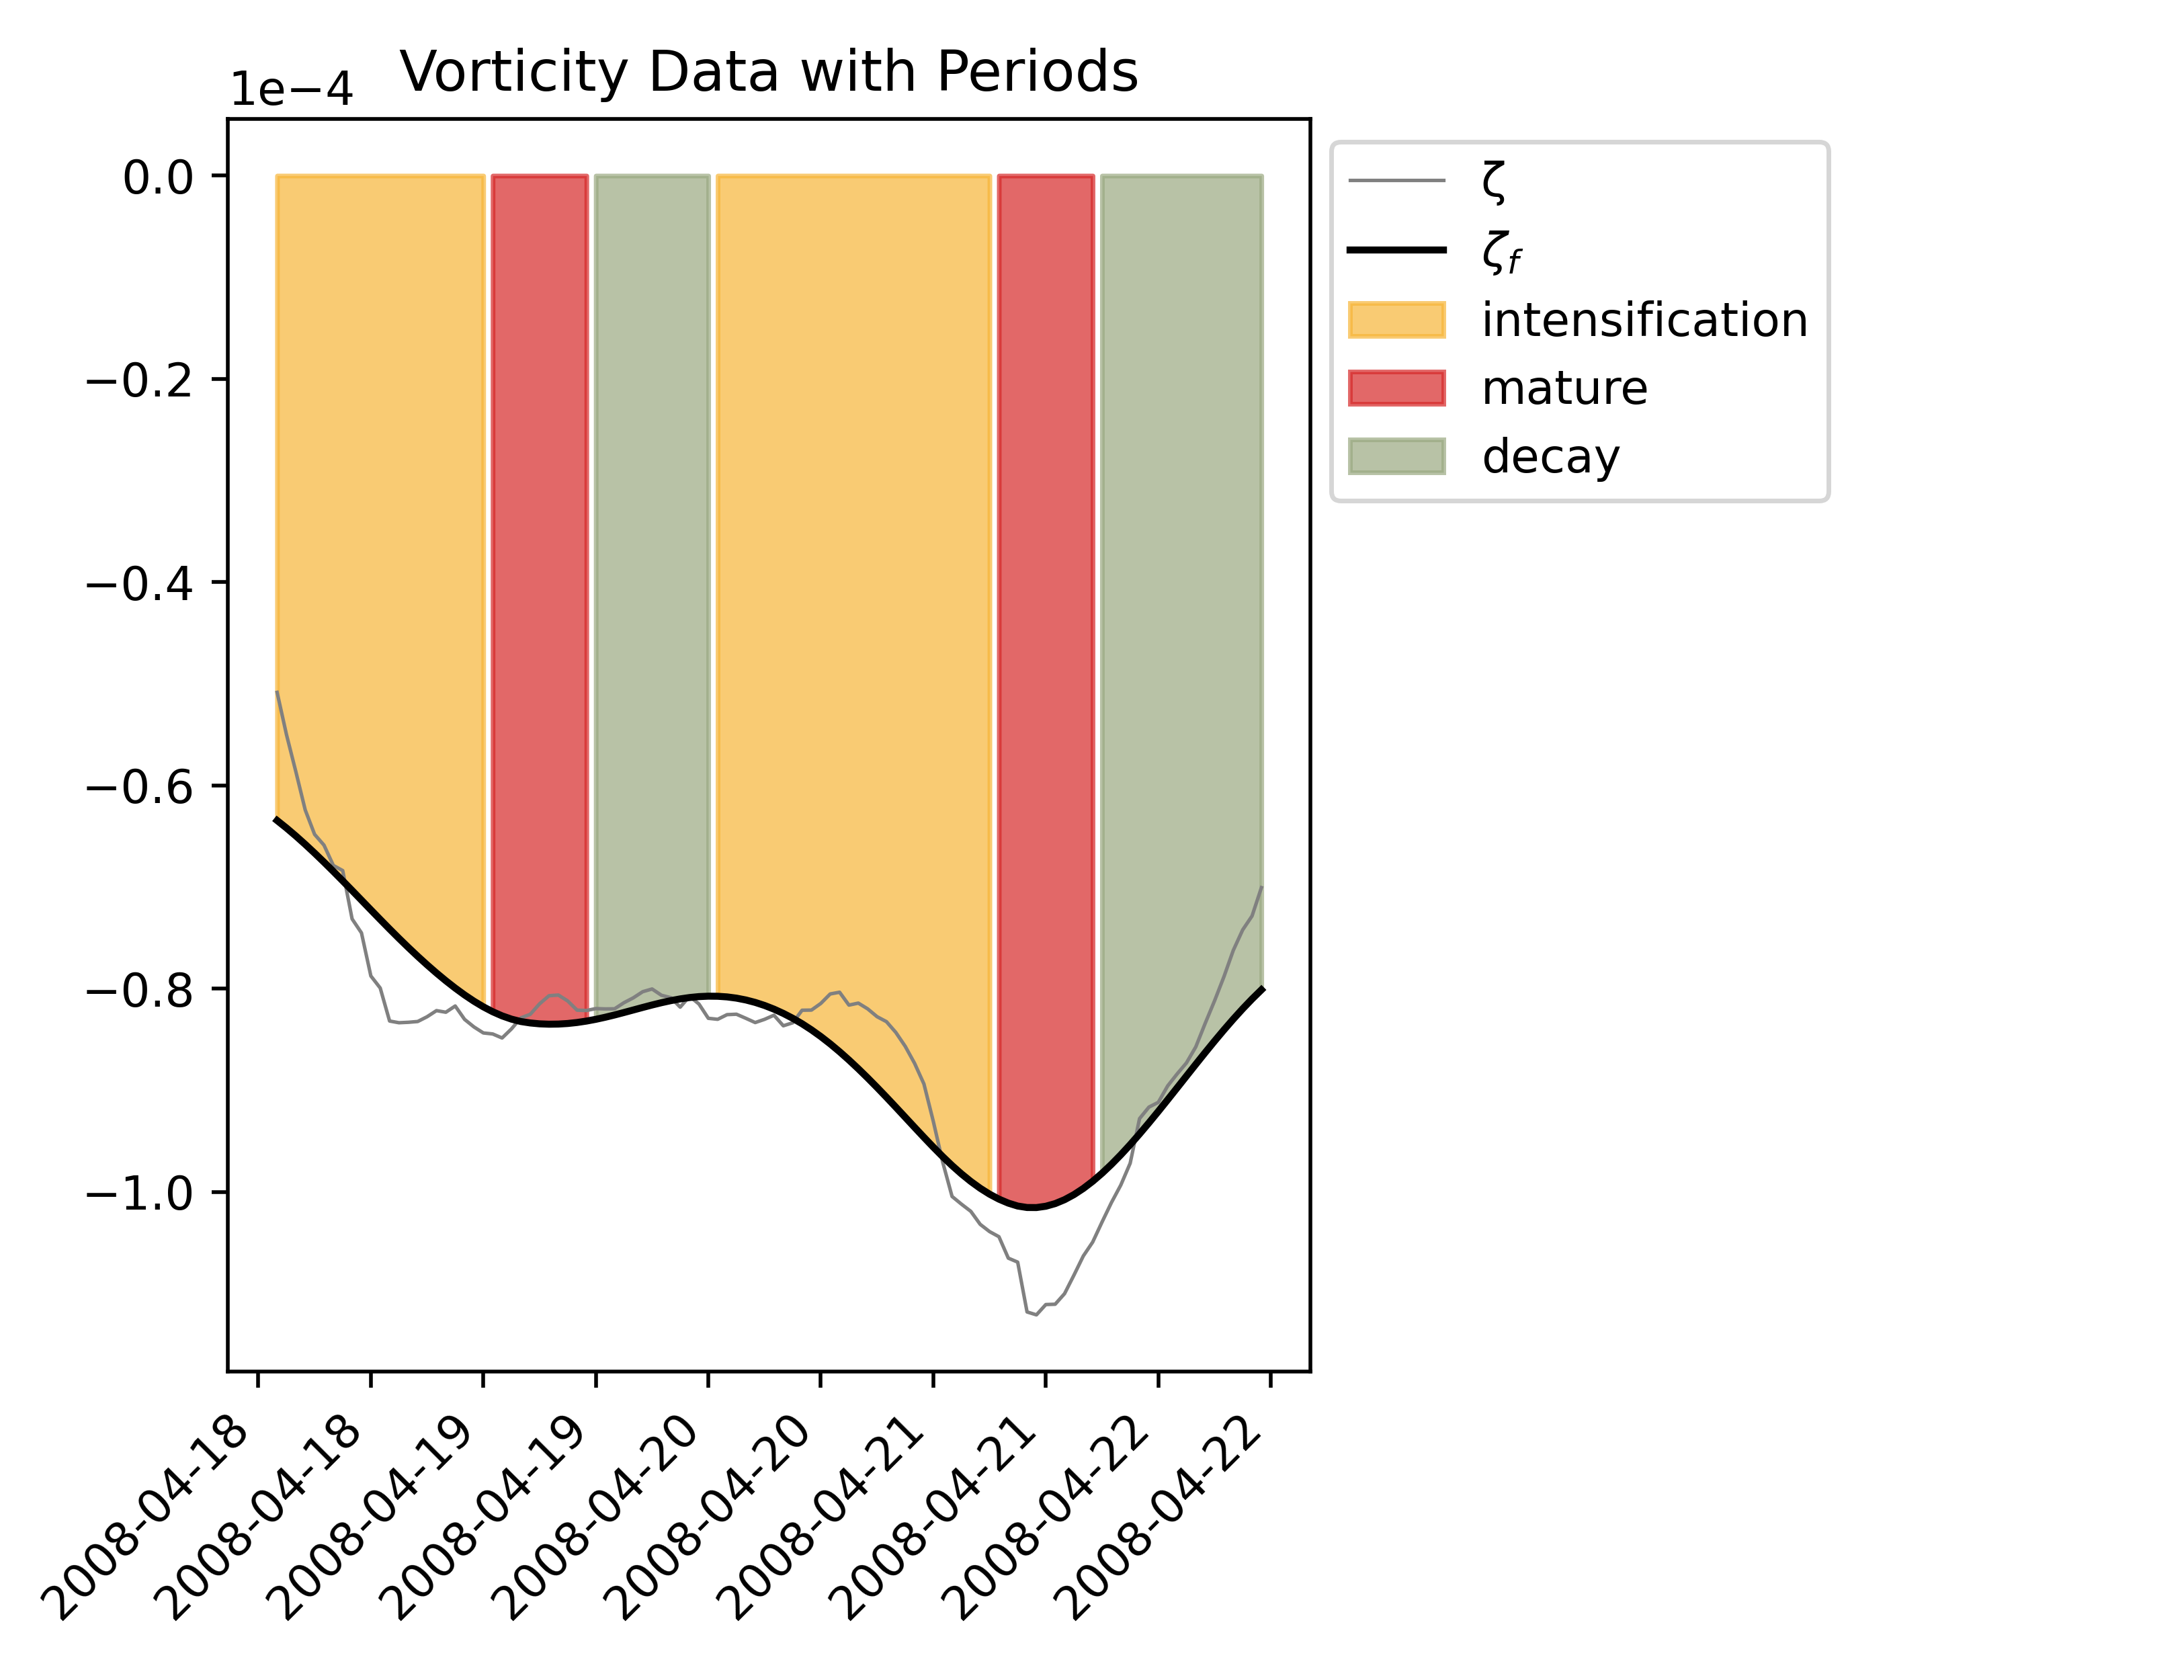 Vorticity Data with Periods
1e−4
0.0
−0.2
−0.4
−0.6
−0.8
−1.0
2008-04-18
2008-04-18
2008-04-19
2008-04-19
2008-04-20
2008-04-20
2008-04-21
2008-04-21
2008-04-22
2008-04-22
ζ
ζf
intensification
mature
decay